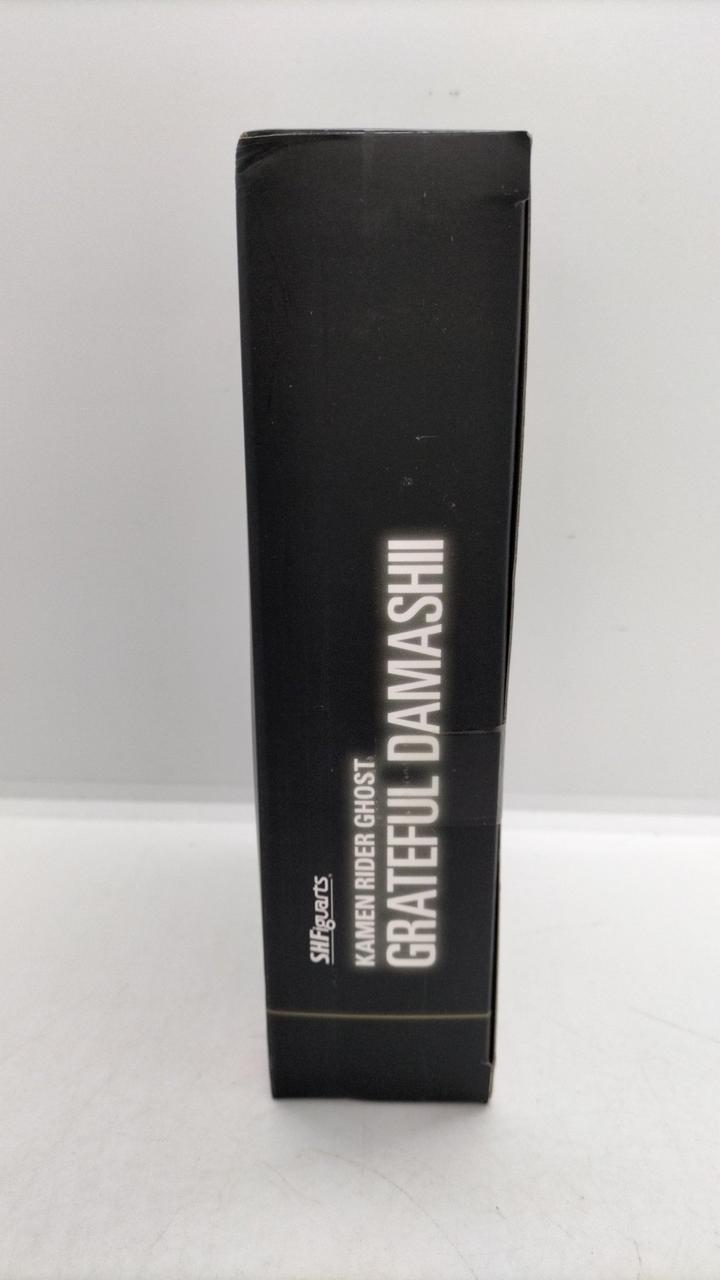 S.H.Figuarts
KAMEN RIDER GHOST
GRATEFUL DAMASHII